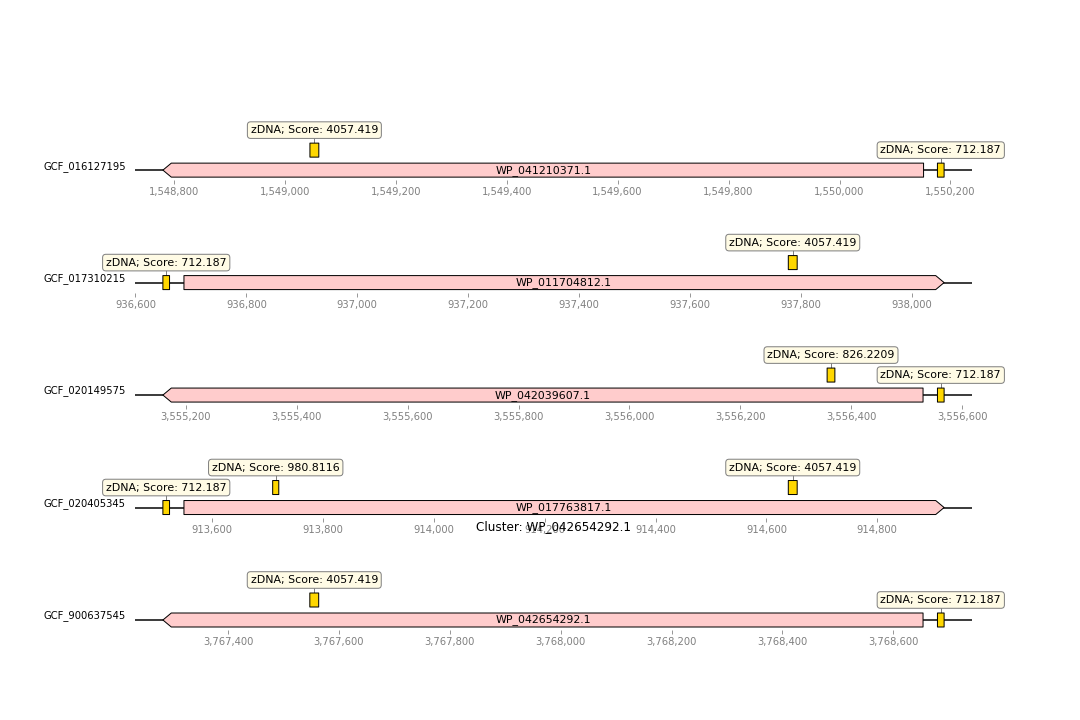 zDNA; Score: 4057.419
zDNA; Score: 712.187
GCF_016127195
WP_041210371.1
1,548,800 1,549,000 1,549,200 1,549,400 1,549,600 1,549,800 1,550,000 1,550,200
zDNA; Score: 4057.419
zDNA; Score: 712.187
GCF_017310215
WP_011704812.1
936,600 936,800 937,000 937,200 937,400 937,600 937,800 938,000
zDNA; Score: 826.2209
zDNA; Score: 712.187
GCF_020149575
WP_042039607.1
3,555,200 3,555,400 3,555,600 3,555,800 3,556,000 3,556,200 3,556,400 3,556,600
zDNA; Score: 980.8116 zDNA; Score: 4057.419
zDNA; Score: 712.187
GCF_020405345
WP_017763817.1
913,600 913,800 914,000 914,200 914,400 914,600 914,800
Cluster: WP_042654292.1
zDNA; Score: 4057.419
zDNA; Score: 712.187
GCF_900637545
WP_042654292.1
3,767,400 3,767,600 3,767,800 3,768,000 3,768,200 3,768,400 3,768,600